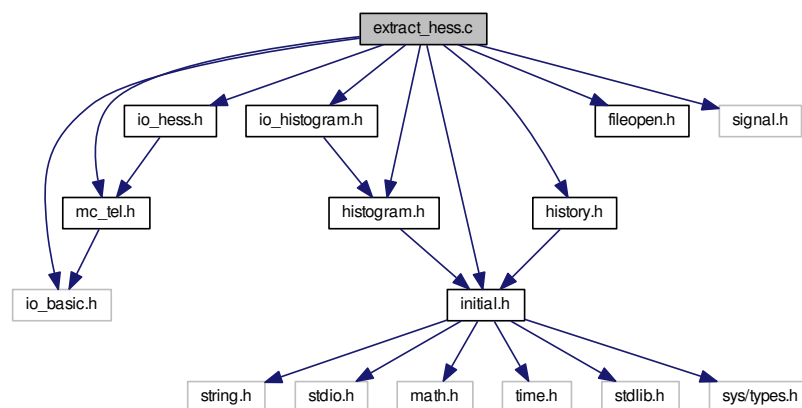 extract_hess.c
io_hess.h
io_histogram.h
fileopen.h
signal.h
mc_tel.h
histogram.h
history.h
io_basic.h
initial.h
string.h
stdio.h
math.h
time.h
stdlib.h
sys/types.h